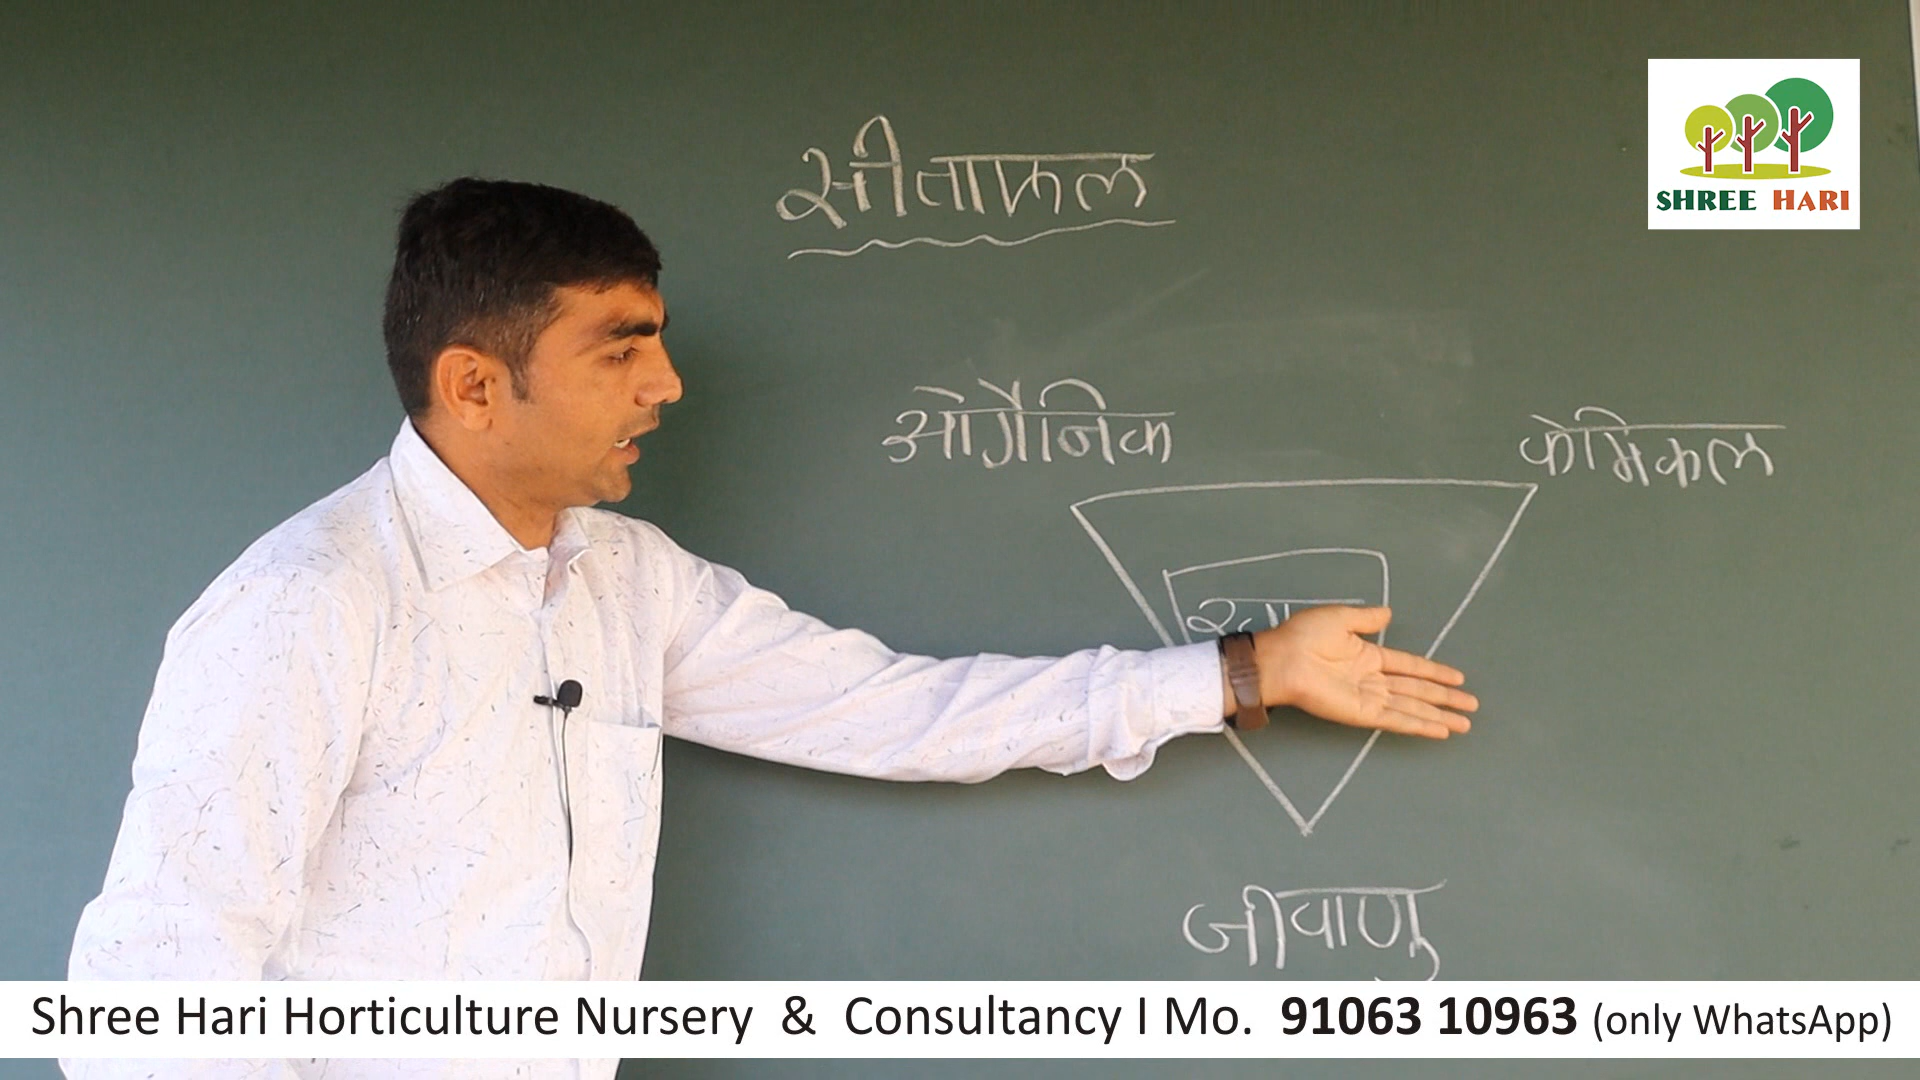 सीताफल
SHREE HARI
ओर्गेनिक
केमिकल
जीवाणु
Shree Hari Horticulture Nursery & Consultancy I Mo. 91063 10963 (only WhatsApp)